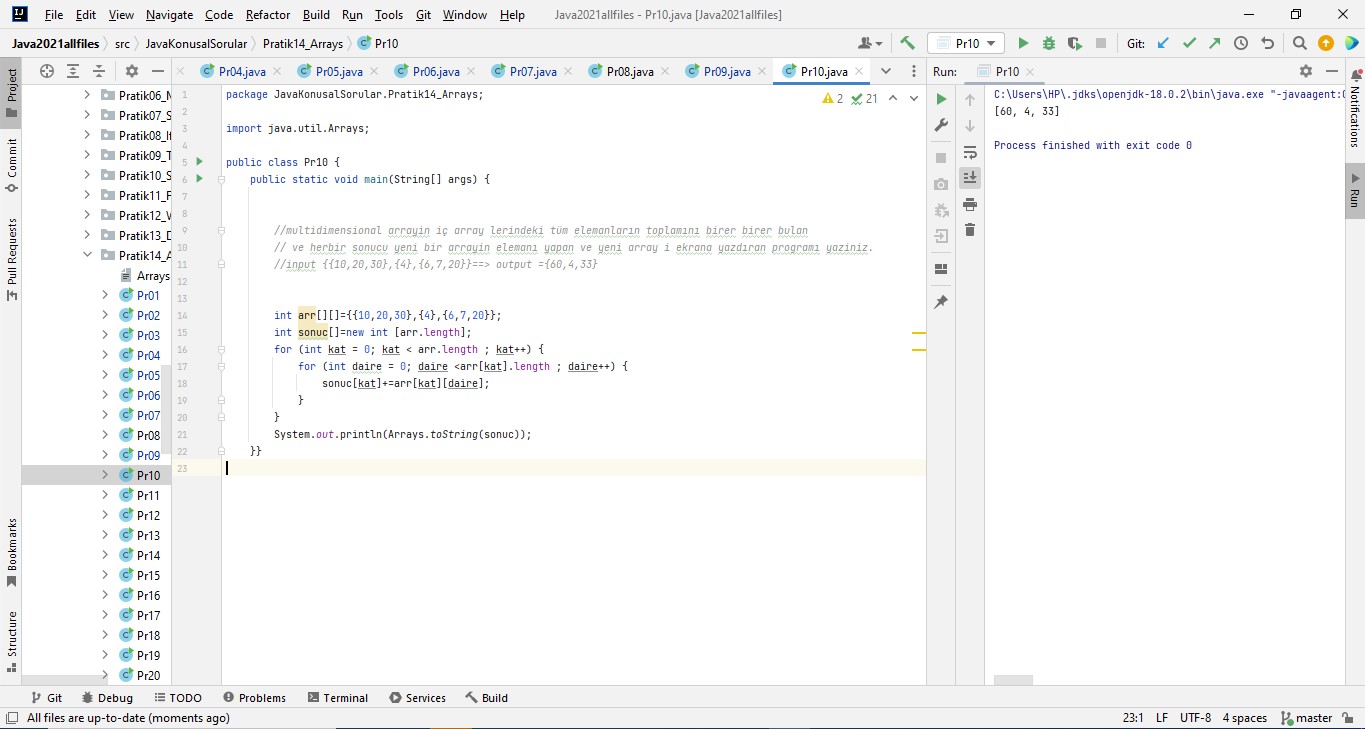 File Edit View Navigate Code Refactor Build Run Tools Git Window Help Java2021allfiles - Pr10.java [Java2021allfiles]
Java2021allfiles src JavaKonusalSorular Pratik14_Arrays Pr10 Pr10 Git:
Pr04.java Pr05.java Pr06.java Pr07.java Pr08.java Pr09.java Pr10.java Run: Pr10
Project
Commit
Pull Requests
Bookmarks
Structure
Pratik06_
Pratik07_S
Pratik08_It
Pratik09_T
Pratik10_S
Pratik11_F
Pratik12_
Pratik13_D
Pratik14_A
Arrays
Pr01
Pr02
Pr03
Pr04
Pr05
Pr06
Pr07
Pr08
Pr09
Pr10
Pr11
Pr12
Pr13
Pr14
Pr15
Pr16
Pr17
Pr18
Pr19
Pr20
2 21
1 package JavaKonusalSorular.Pratik14_Arrays;
2
3 import java.util.Arrays;
4
5 public class Pr10 {
6 public static void main(String[] args) {
7
8
9 //multidimensional arrayin iç array lerindeki tüm elemanların toplamını birer birer bulan
10 // ve herbir sonucu yeni bir arrayin elemanı yapan ve yeni array i ekrana yazdıran programı yaziniz.
11 //input {{10,20,30},{4},{6,7,20}}==> output ={60,4,33}
12
13
14 int arr[][]={{10,20,30},{4},{6,7,20}};
15 int sonuc[]=new int [arr.length];
16 for (int kat = 0; kat < arr.length ; kat++) {
17 for (int daire = 0; daire <arr[kat].length ; daire++) {
18 sonuc[kat]+=arr[kat][daire];
19 }
20 }
21 System.out.println(Arrays.toString(sonuc));
22 }}
23
C:\Users\HP\.jdks\openjdk-18.0.2\bin\java.exe "-javaagent:
[60, 4, 33]
Process finished with exit code 0
Notifications
Run
Git Debug TODO Problems Terminal Services Build
All files are up-to-date (moments ago) 23:1 LF UTF-8 4 spaces master